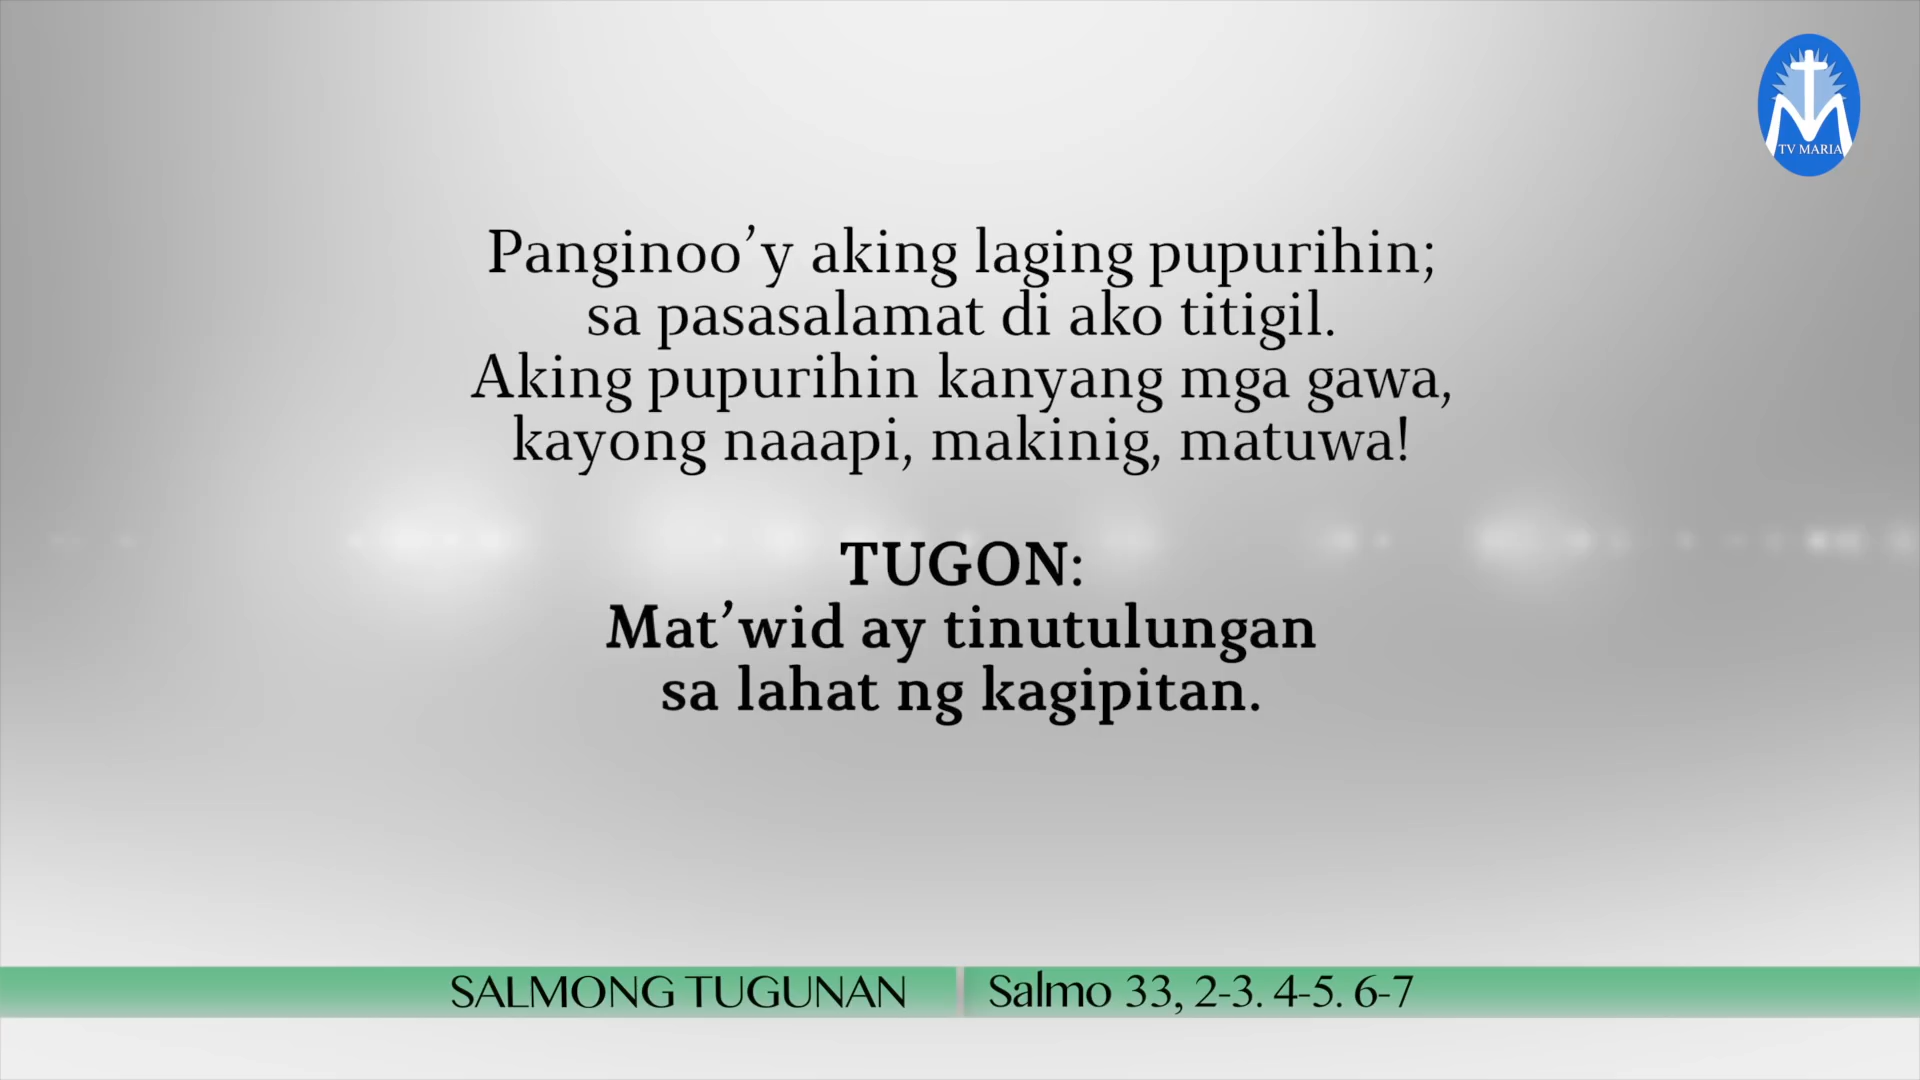 TV MARIA
Panginoo’y aking laging pupurihin;
sa pasasalamat di ako titigil.
Aking pupurihin kanyang mga gawa,
kayong naaapi, makinig, matuwa!
TUGON:
Mat’wid ay tinutulungan
sa lahat ng kagipitan.
SALMONG TUGUNAN
Salmo 33, 2-3. 4-5. 6-7